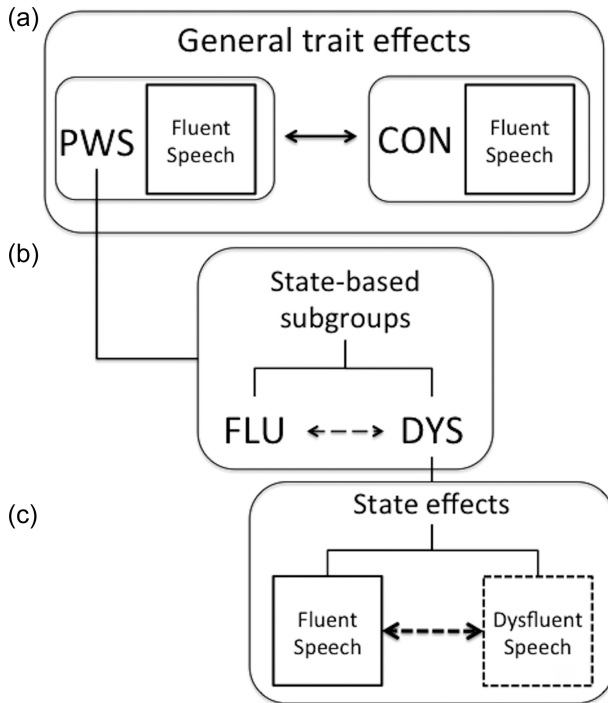 (a)
General trait effects
PWS
Fluent
Speech
CON
Fluent
Speech
(b)
State-based
subgroups
FLU
DYS
(c)
State effects
Fluent
Speech
Dysfluent
Speech